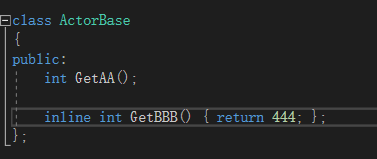 class ActorBase
{
public:
    int GetAA();

    inline int GetBBB() { return 444; };
};